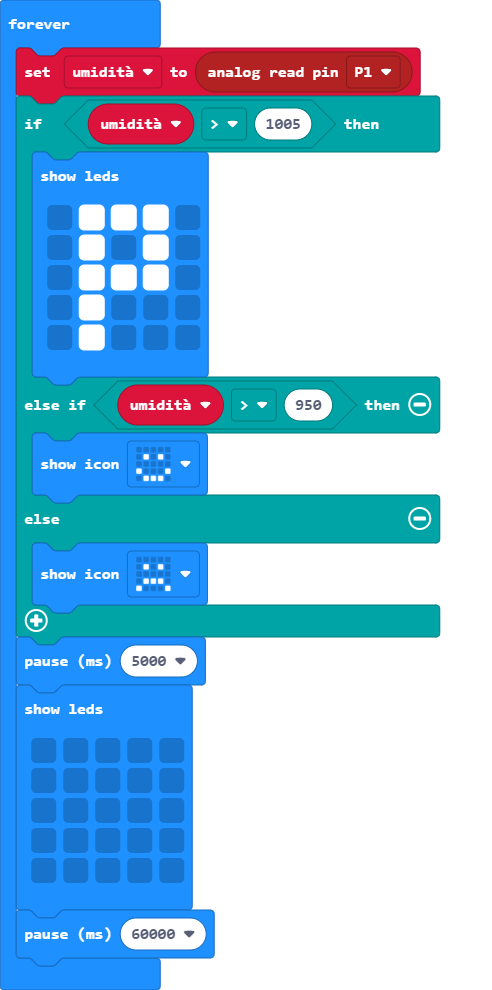 forever
set umidità to analog read pin P1
if umidità > 1005 then
show leds
else if umidità > 950 then
show icon
else
show icon
pause (ms) 5000
show leds
pause (ms) 60000